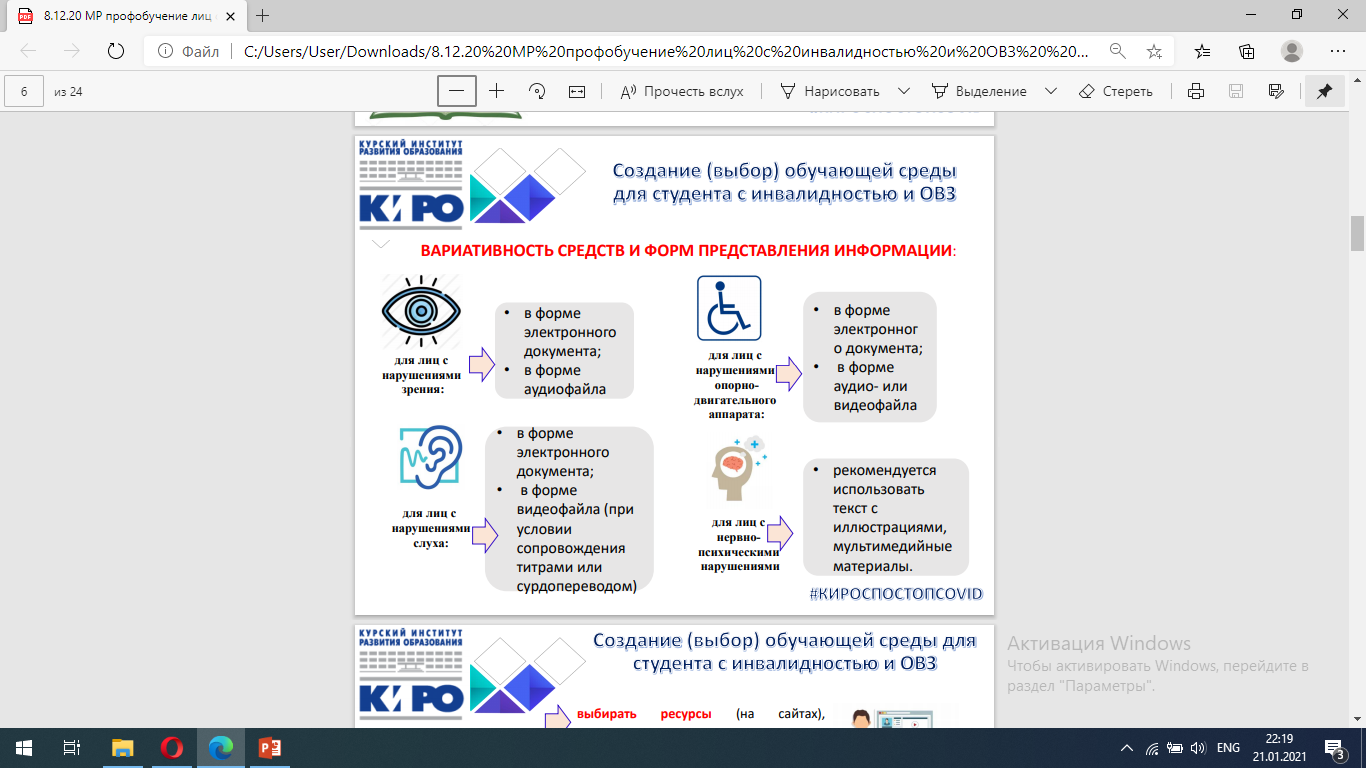 8.12.20 МР профобучение лиц
Файл
C:/Users/User/Downloads/8.12.20%20МР%20профобучение%20лиц%20с%20инвалидностью%20и%20ОВЗ%20%20...
6
из 24
Прочесть вслух
Нарисовать
Выделение
Стереть
КУРСКИЙ ИНСТИТУТ
РАЗВИТИЯ ОБРАЗОВАНИЯ
КИРО
Создание (выбор) обучающей среды
для студента с инвалидностью и ОВЗ
ВАРИАТИВНОСТЬ СРЕДСТВ И ФОРМ ПРЕДСТАВЛЕНИЯ ИНФОРМАЦИИ:
для лиц с
нарушениями
зрения:
• в форме
электронного
документа;
• в форме
аудиофайла
для лиц с
нарушениями
опорно-
двигательного
аппарата:
• в форме
электронног
о документа;
• в форме
аудио- или
видеофайла
для лиц с
нарушениями
слуха:
• в форме
электронного
документа;
• в форме
видеофайла (при
условии
сопровождения
титрами или
сурдопереводом)
для лиц с
нервно-
психическими
нарушениями
• рекомендуется
использовать
текст с
иллюстрациями,
мультимедийные
материалы.
#КИРОСПОСТОПCOVID
КУРСКИЙ ИНСТИТУТ
РАЗВИТИЯ ОБРАЗОВАНИЯ
КИРО
Создание (выбор) обучающей среды для
студента с инвалидностью и ОВЗ
выбирать ресурсы (на сайтах),
Активация Windows
Чтобы активировать Windows, перейдите в
раздел "Параметры".
ENG
22:19
21.01.2021
3